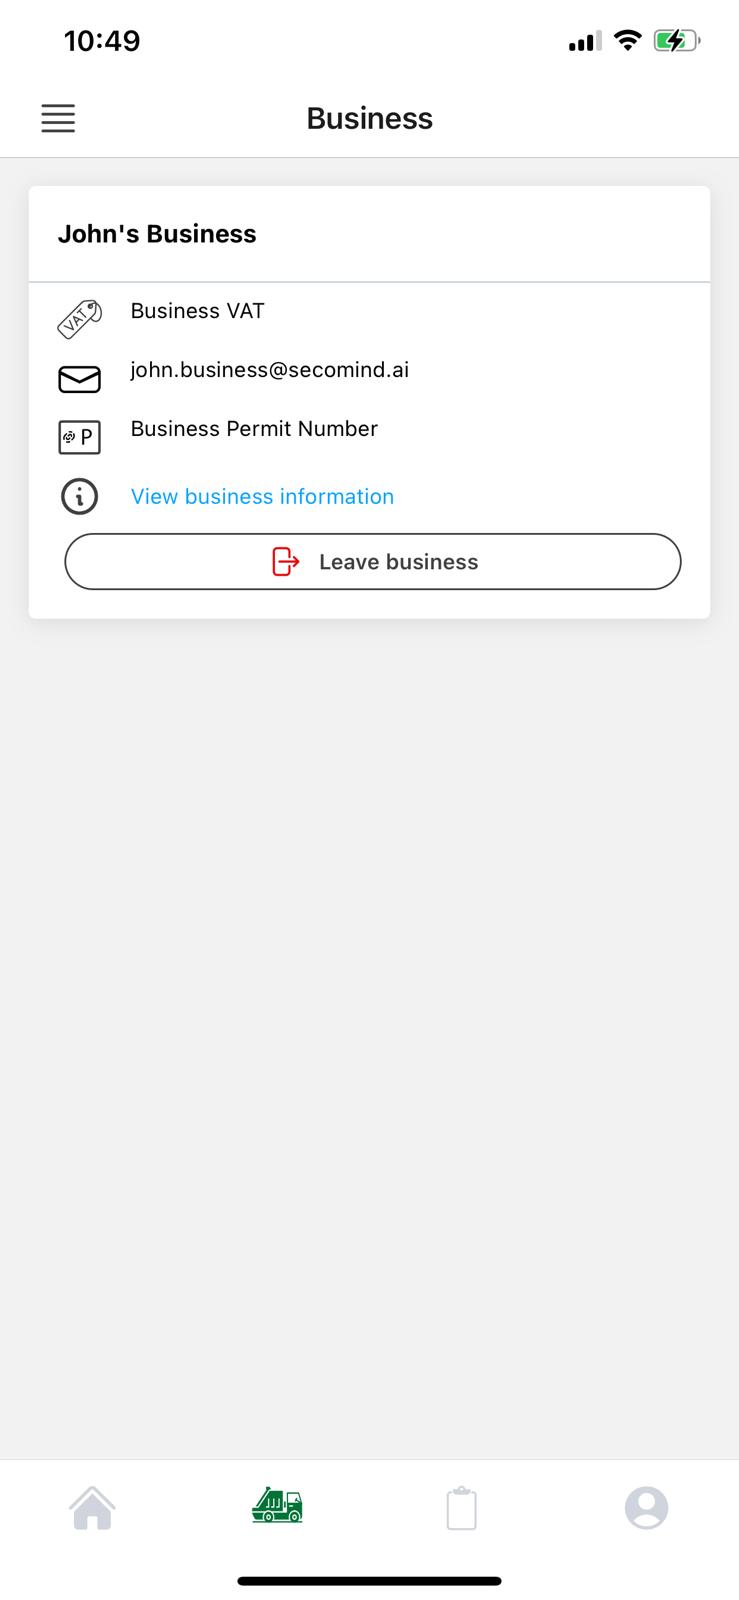 10:49
Business
John's Business
VAT
Business VAT
john.business@secomind.ai
P
Business Permit Number
View business information
Leave business